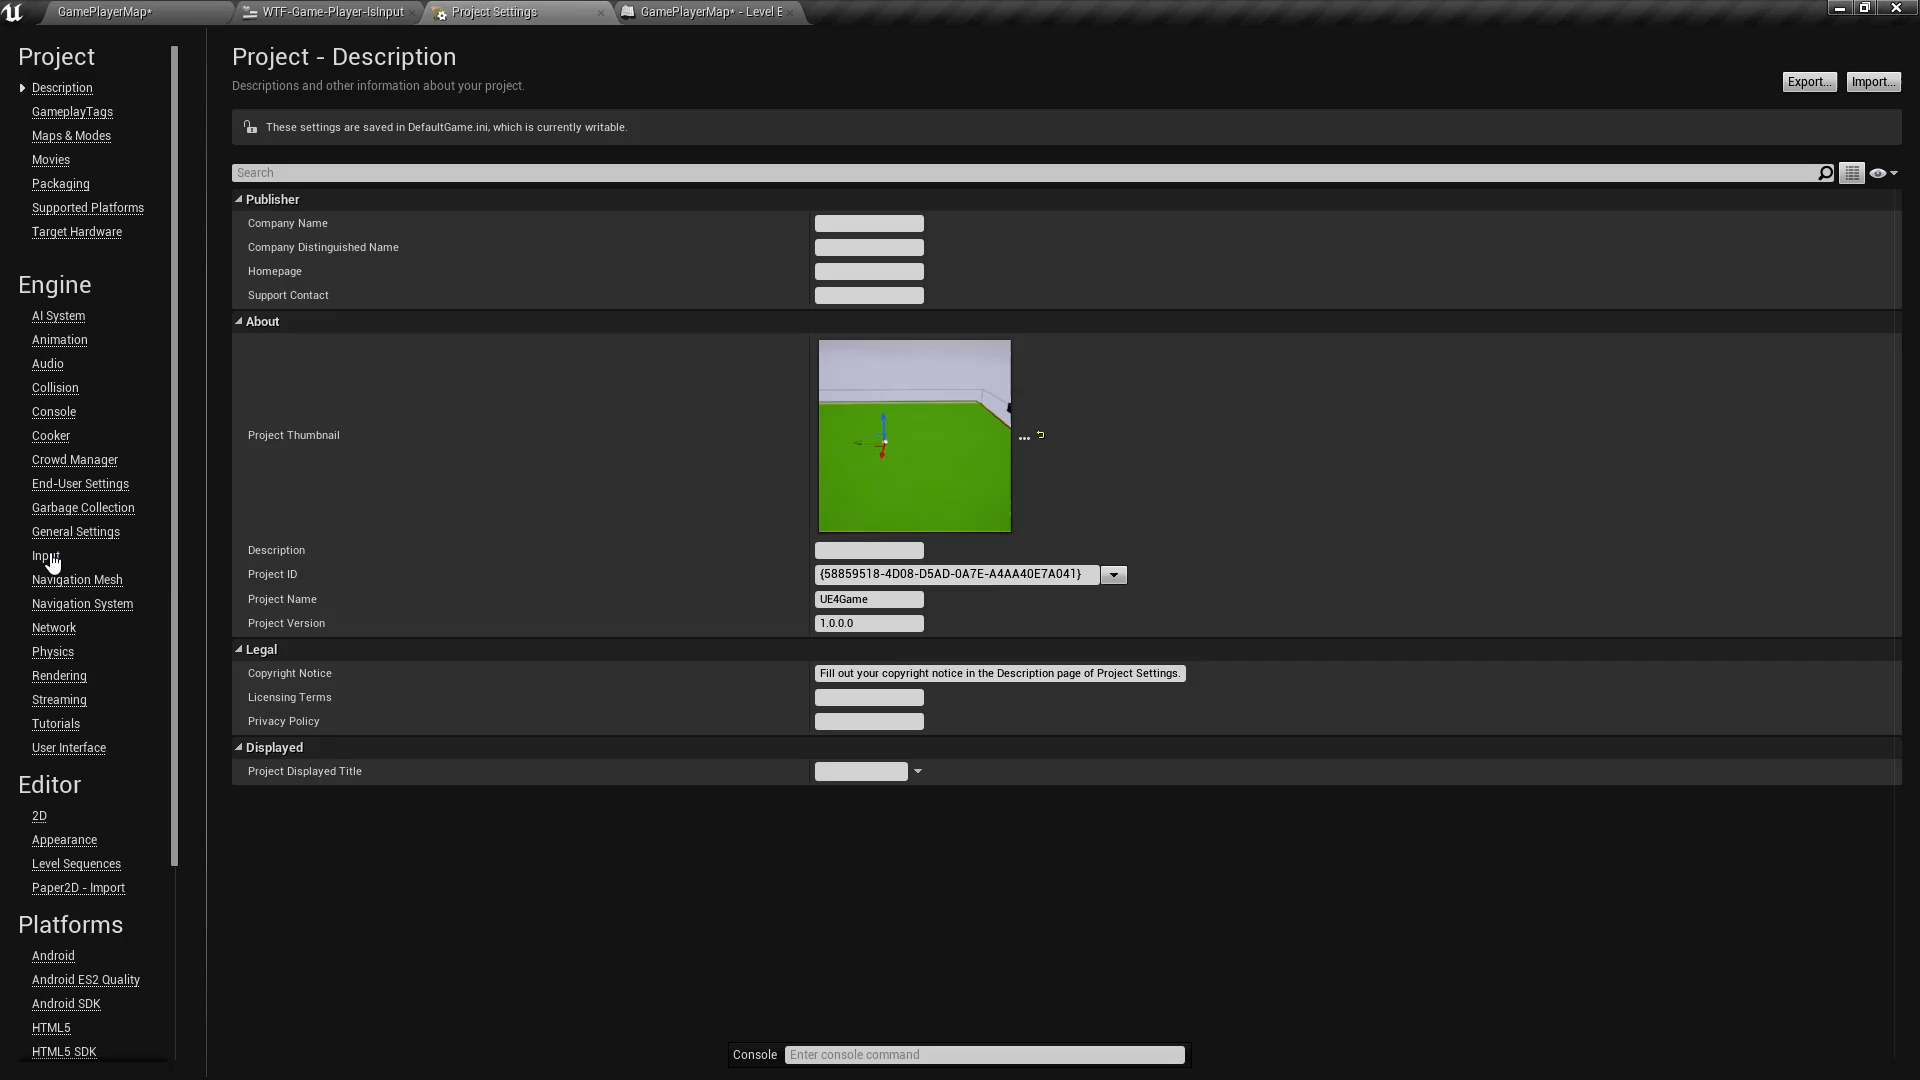 GamePlayerMap*
WTF-Game-Player-IsInput
Project Settings
GamePlayerMap* - Level E
Project
Description
GameplayTags
Maps & Modes
Movies
Packaging
Supported Platforms
Target Hardware
Engine
AI System
Animation
Audio
Collision
Console
Cooker
Crowd Manager
End-User Settings
Garbage Collection
General Settings
Input
Navigation Mesh
Navigation System
Network
Physics
Rendering
Streaming
Tutorials
User Interface
Editor
2D
Appearance
Level Sequences
Paper2D - Import
Platforms
Android
Android ES2 Quality
Android SDK
HTML5
HTML5 SDK
Project - Description
Descriptions and other information about your project.
Export...
Import...
These settings are saved in DefaultGame.ini, which is currently writable.
Search
Publisher
Company Name
Company Distinguished Name
Homepage
Support Contact
About
Project Thumbnail
Description
Project ID
{58859518-4D08-D5AD-0A7E-A4AA40E7A041}
Project Name
UE4Game
Project Version
1.0.0.0
Legal
Copyright Notice
Fill out your copyright notice in the Description page of Project Settings.
Licensing Terms
Privacy Policy
Displayed
Project Displayed Title
Console
Enter console command